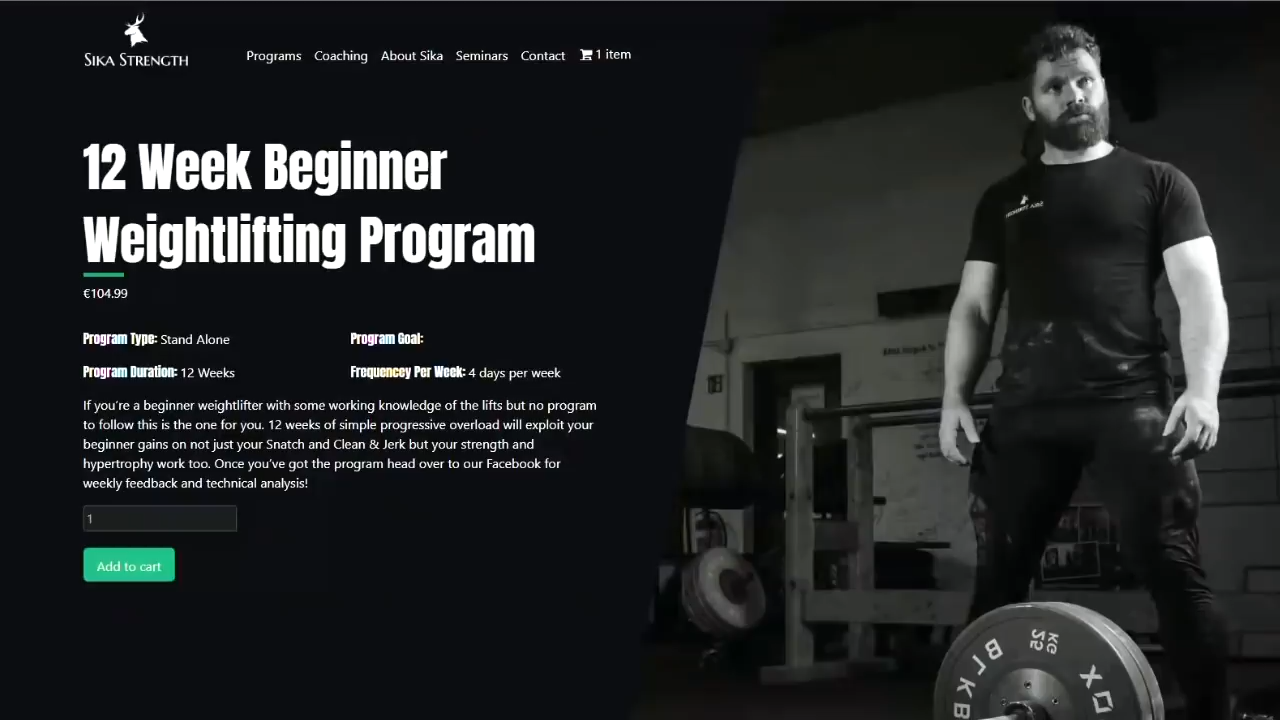 SIKA STRENGTH
Programs Coaching About Sika Seminars Contact 1 item
12 Week Beginner
Weightlifting Program
€104.99
Program Type: Stand Alone Program Goal:
Program Duration: 12 Weeks Frequencey Per Week: 4 days per week
If you're a beginner weightlifter with some working knowledge of the lifts but no program
to follow this is the one for you. 12 weeks of simple progressive overload will exploit your
beginner gains on not just your Snatch and Clean & Jerk but your strength and
hypertrophy work too. Once you've got the program head over to our Facebook for
weekly feedback and technical analysis!
1
Add to cart
25
KG
BLKB
OX